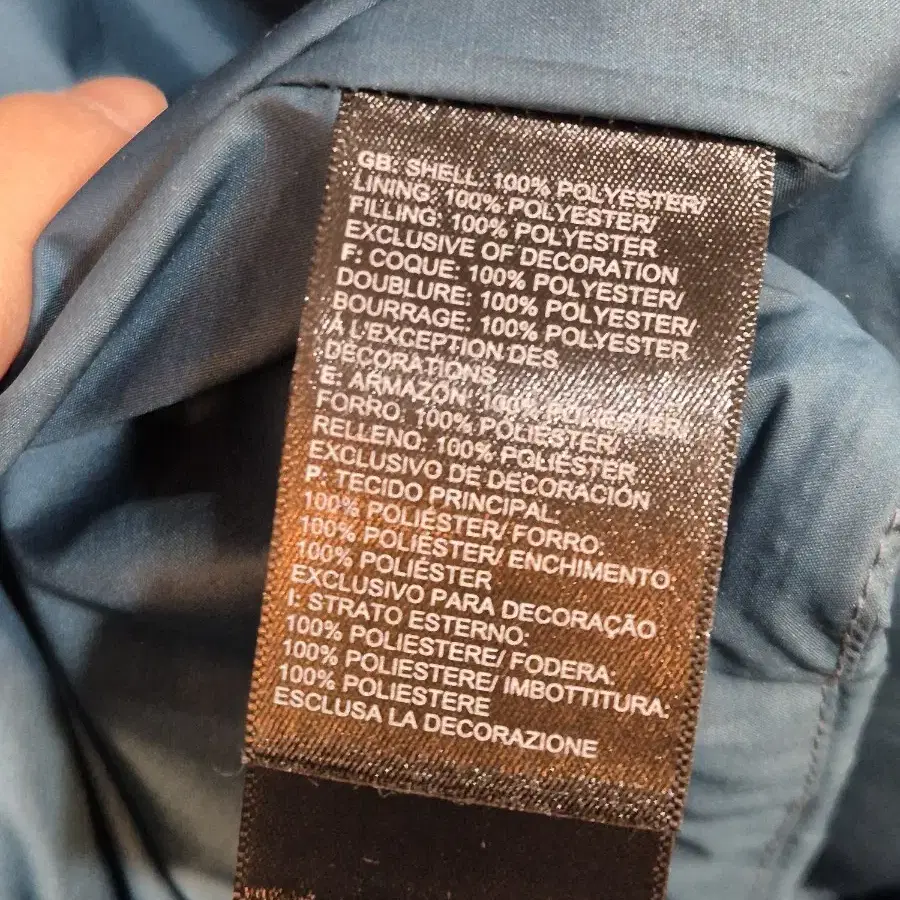 GB: SHELL: 100% POLYESTER/
LINING: 100% POLYESTER/
FILLING: 100% POLYESTER
EXCLUSIVE OF DECORATION
F: COQUE: 100% POLYESTER/
DOUBLURE: 100% POLYESTER/
BOURRAGE: 100% POLYESTER
À L'EXCEPTION DES
DÉCORATIONS
E: ARMAZÓN: 100% POLIÉSTER/
FORRO: 100% POLIÉSTER/
RELLENO: 100% POLIÉSTER
EXCLUSIVO DE DECORACIÓN
P: TECIDO PRINCIPAL:
100% POLIÉSTER/ FORRO:
100% POLIÉSTER/ ENCHIMENTO:
100% POLIÉSTER
EXCLUSIVO PARA DECORAÇÃO
I: STRATO ESTERNO:
100% POLIESTERE/ FODERA:
100% POLIESTERE/ IMBOTTITURA:
100% POLIESTERE
ESCLUSA LA DECORAZIONE